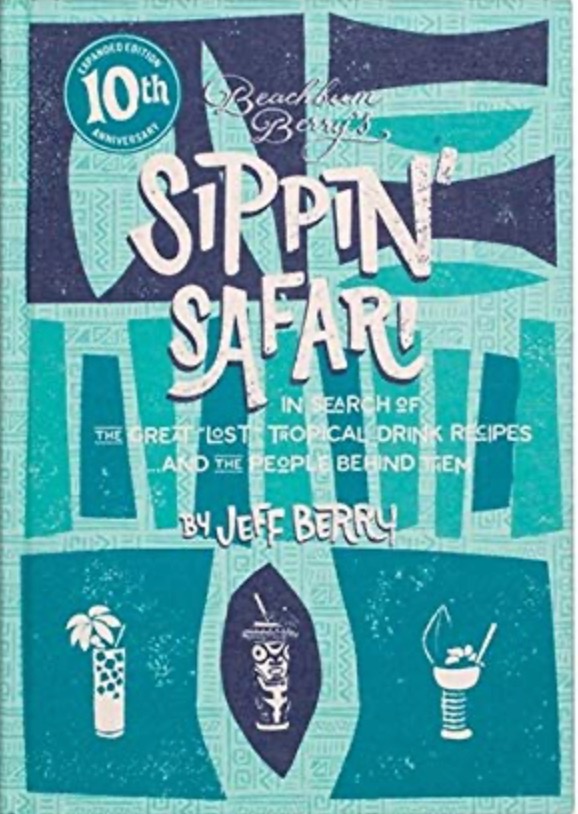 EXPANDED EDITION
10th
ANNIVERSARY
Beachbum
Berry's
SIPPIN'
SAFARI
IN SEARCH OF
THE GREAT "LOST" TROPICAL DRINK RECIPES
...AND THE PEOPLE BEHIND THEM
BY JEFF BERRY